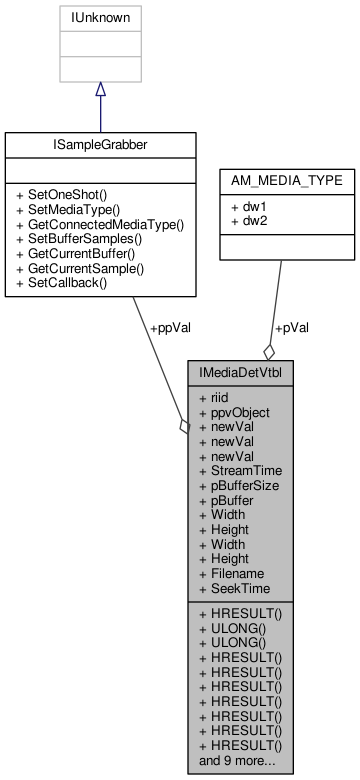 IUnknown
ISampleGrabber
+ SetOneShot()
+ SetMediaType()
+ GetConnectedMediaType()
+ SetBufferSamples()
+ GetCurrentBuffer()
+ GetCurrentSample()
+ SetCallback()
AM_MEDIA_TYPE
+ dw1
+ dw2
+ppVal
+pVal
IMediaDetVtbl
+ riid
+ ppvObject
+ newVal
+ newVal
+ newVal
+ StreamTime
+ pBufferSize
+ pBuffer
+ Width
+ Height
+ Width
+ Height
+ Filename
+ SeekTime
+ HRESULT()
+ ULONG()
+ ULONG()
+ HRESULT()
+ HRESULT()
+ HRESULT()
+ HRESULT()
+ HRESULT()
+ HRESULT()
+ HRESULT()
and 9 more...